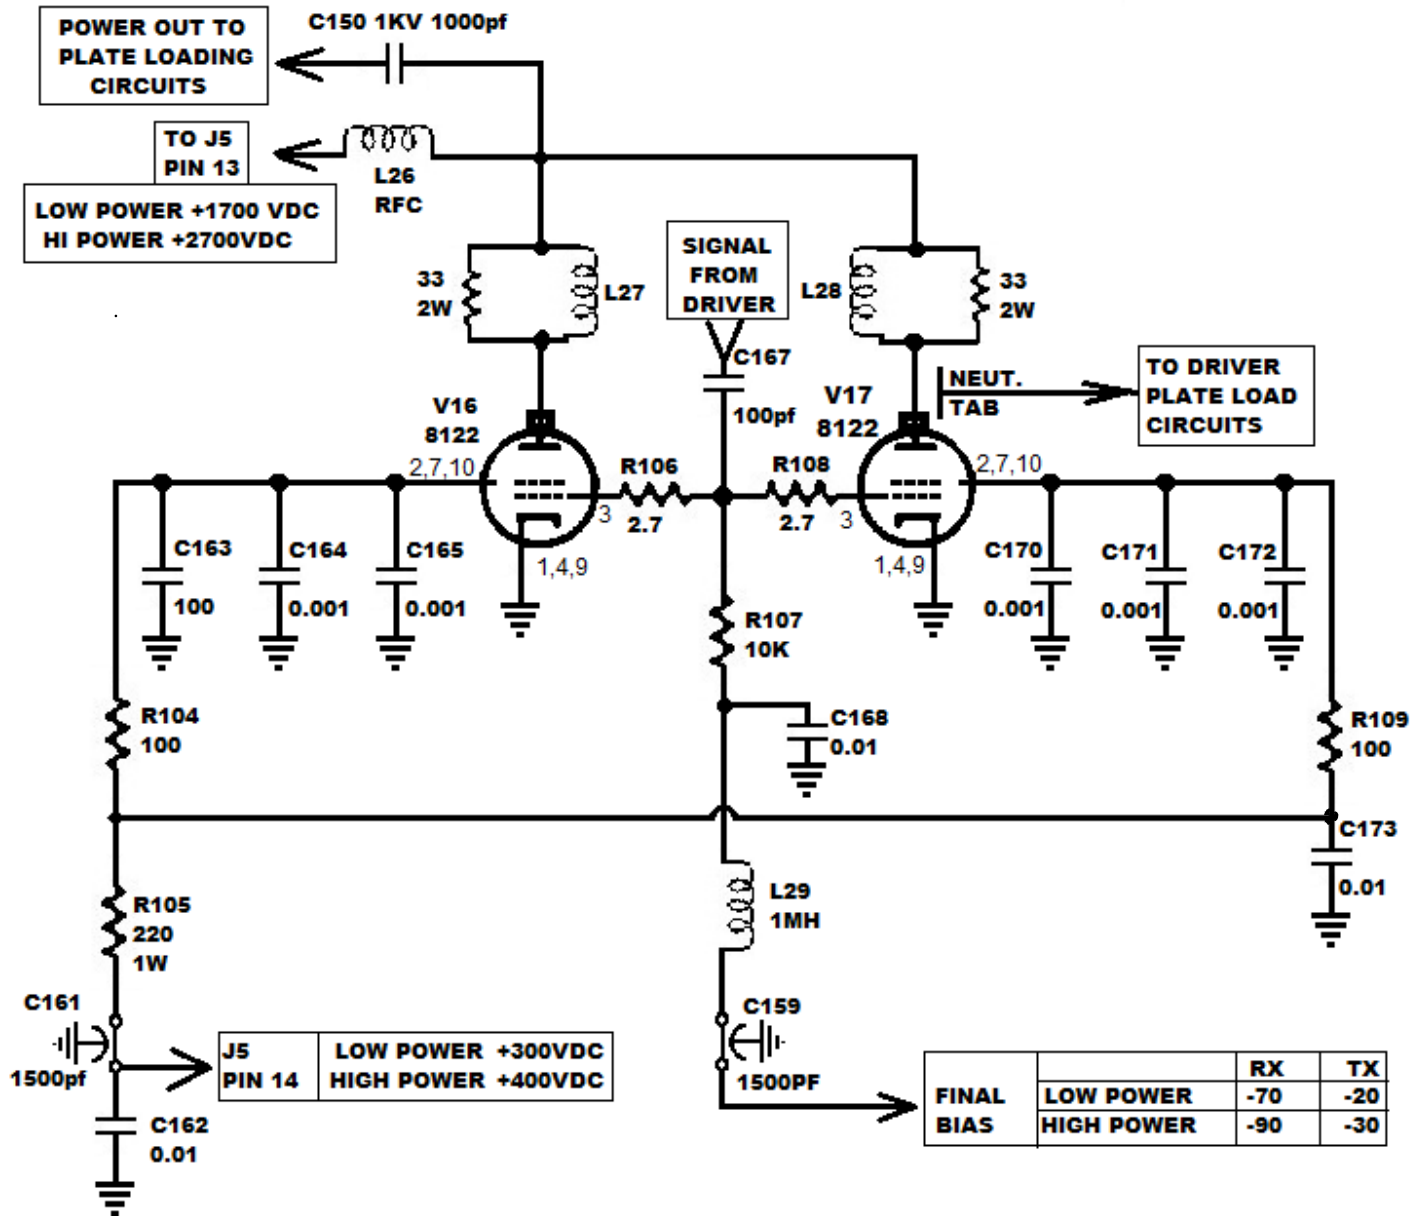 POWER OUT TO
PLATE LOADING
CIRCUITS
C150 1KV 1000pf
TO J5
PIN 13
L26
RFC
LOW POWER +1700 VDC
HI POWER +2700VDC
33
2W
L27
SIGNAL
FROM
DRIVER
L28
33
2W
C167
100pf
V16
8122
V17
8122
NEUT.
TAB
TO DRIVER
PLATE LOAD
CIRCUITS
2,7,10
R106
2.7
3
R108
2.7
3
2,7,10
1,4,9
1,4,9
C163
100
C164
0.001
C165
0.001
C170
0.001
C171
0.001
C172
0.001
R107
10K
R104
100
C168
0.01
R109
100
C173
0.01
R105
220
1W
L29
1MH
C161
1500pf
J5
PIN 14
LOW POWER +300VDC
HIGH POWER +400VDC
C159
1500PF
C162
0.01
RX TX
FINAL
BIAS
LOW POWER -70 -20
HIGH POWER -90 -30